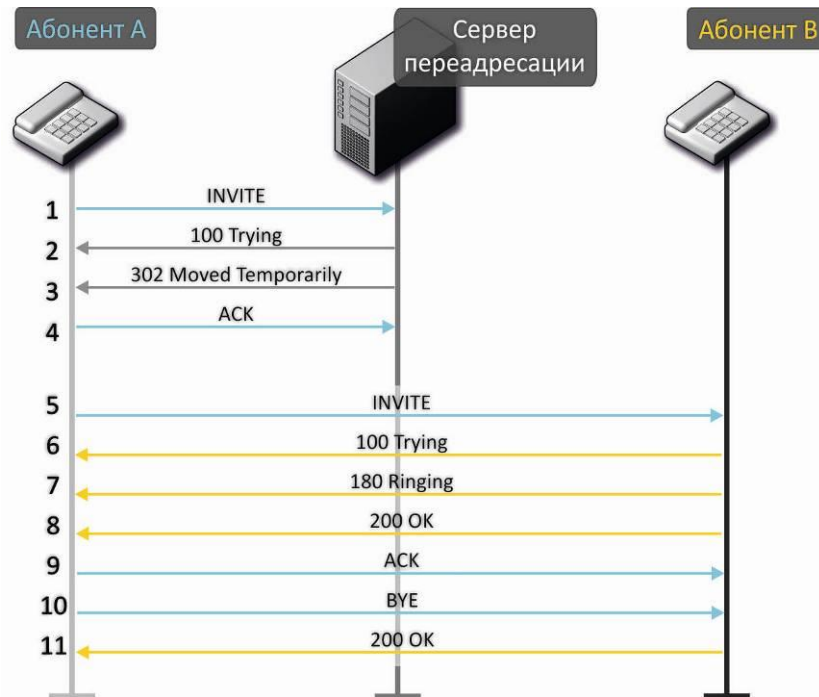 Абонент А
Сервер
переадресации
Абонент В
1 INVITE
2 100 Trying
3 302 Moved Temporarily
4 ACK
5 INVITE
6 100 Trying
7 180 Ringing
8 200 OK
9 ACK
10 BYE
11 200 OK